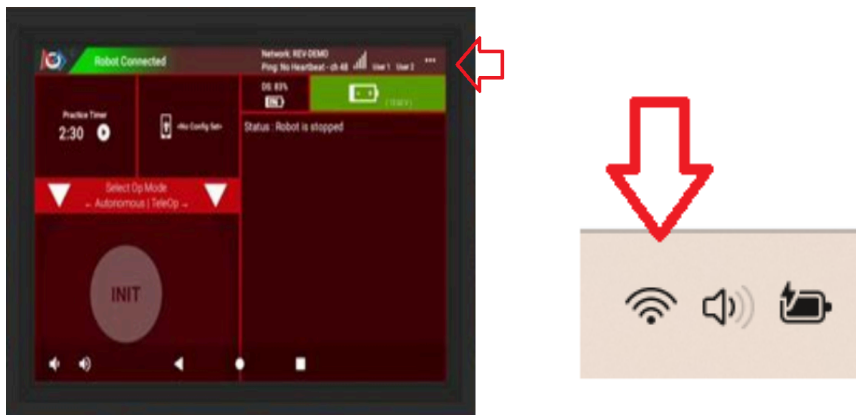 Robot Connected
Network: REV-DEMO
Ping: No Heartbeat - ch 48
User 1 User 2
DS: 83%
Practice Timer
2:30
<No Config Set>
Status : Robot is stopped
Select Op Mode
← Autonomous | TeleOp →
INIT